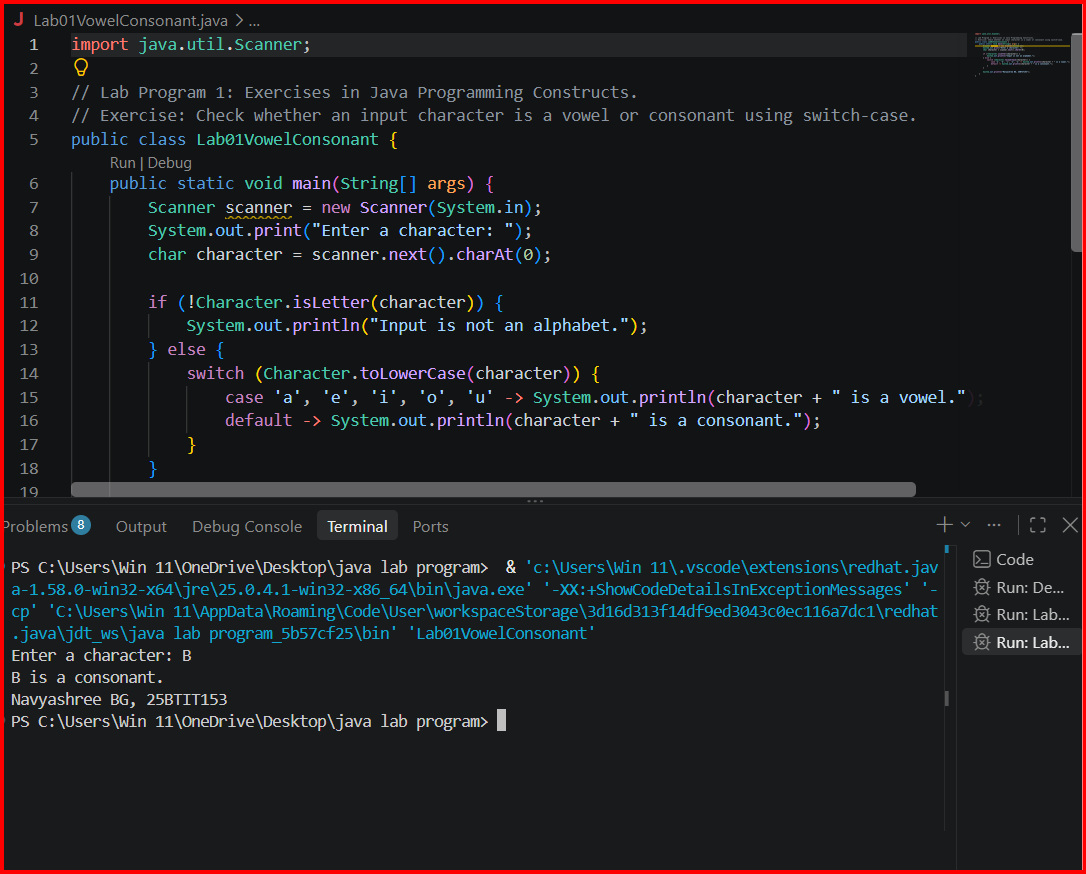 Lab01VowelConsonant.java > ...
1 import java.util.Scanner;
2
3 // Lab Program 1: Exercises in Java Programming Constructs.
4 // Exercise: Check whether an input character is a vowel or consonant using switch-case.
5 public class Lab01VowelConsonant {
Run | Debug
6 public static void main(String[] args) {
7 Scanner scanner = new Scanner(System.in);
8 System.out.print("Enter a character: ");
9 char character = scanner.next().charAt(0);
10
11 if (!Character.isLetter(character)) {
12 System.out.println("Input is not an alphabet.");
13 } else {
14 switch (Character.toLowerCase(character)) {
15 case 'a', 'e', 'i', 'o', 'u' -> System.out.println(character + " is a vowel.");
16 default -> System.out.println(character + " is a consonant.");
17 }
18 }
19
Problems 8 Output Debug Console Terminal Ports
PS C:\Users\Win 11\OneDrive\Desktop\java lab program> & 'c:\Users\Win 11\.vscode\extensions\redhat.jav
a-1.58.0-win32-x64\jre\25.0.4.1-win32-x86_64\bin\java.exe' '-XX:+ShowCodeDetailsInExceptionMessages' '-
cp' 'C:\Users\Win 11\AppData\Roaming\Code\User\workspaceStorage\3d16d313f14df9ed3043c0ec116a7dc1\redhat
.java\jdt_ws\java lab program_5b57cf25\bin' 'Lab01VowelConsonant'
Enter a character: B
B is a consonant.
Navyashree BG, 25BTIT153
PS C:\Users\Win 11\OneDrive\Desktop\java lab program>
Code
Run: De...
Run: Lab...
Run: Lab...